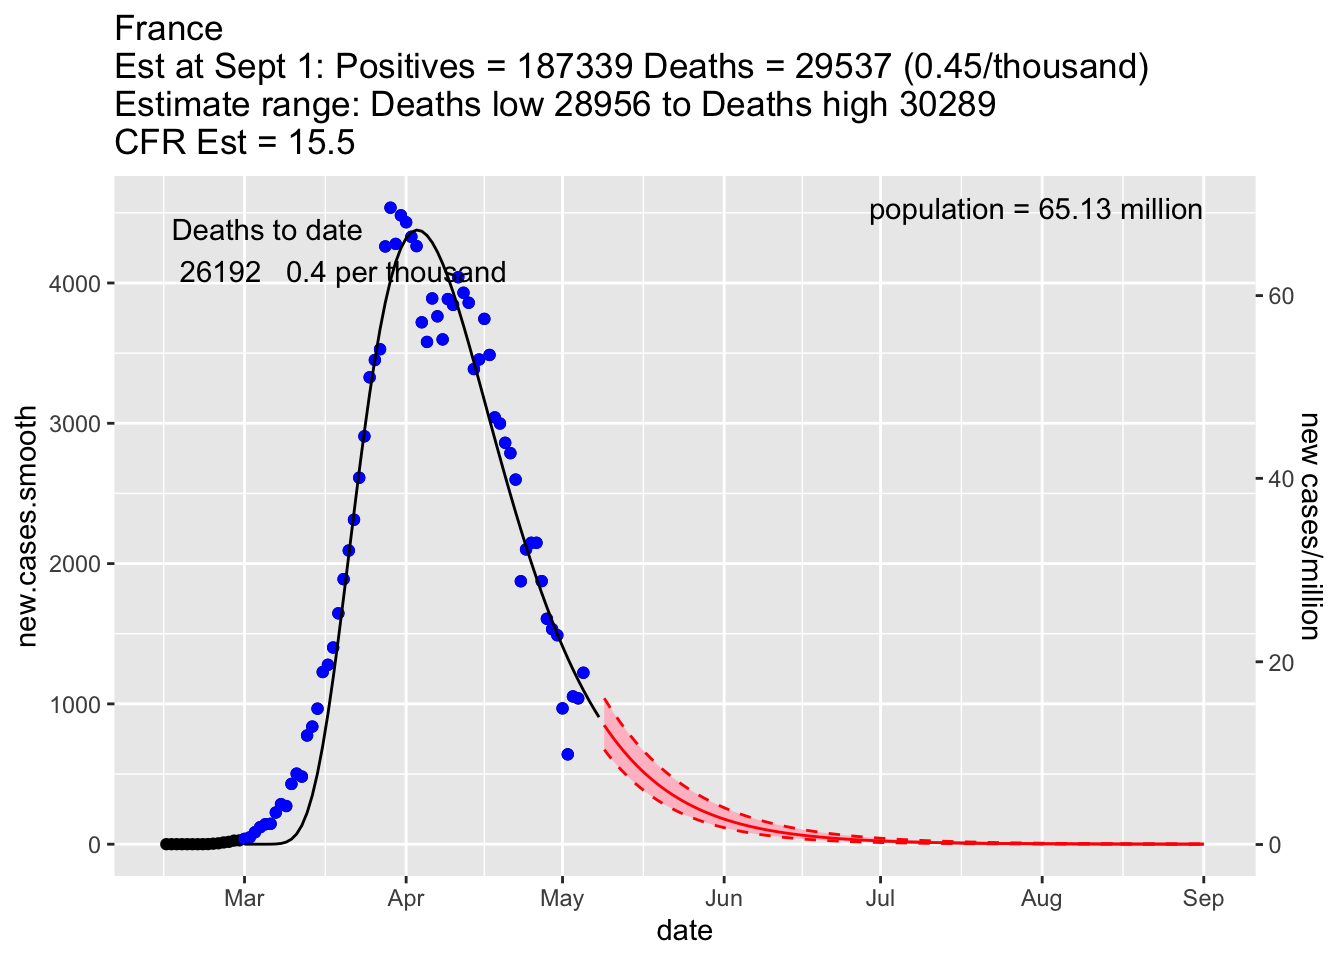 France
Est at Sept 1: Positives = 187339 Deaths = 29537 (0.45/thousand)
Estimate range: Deaths low 28956 to Deaths high 30289
CFR Est = 15.5
population = 65.13 million
Deaths to date
26192 0.4 per thousand
new.cases.smooth
4000
3000
2000
1000
0
60
40
20
0
new cases/million
Mar Apr May Jun Jul Aug Sep
date